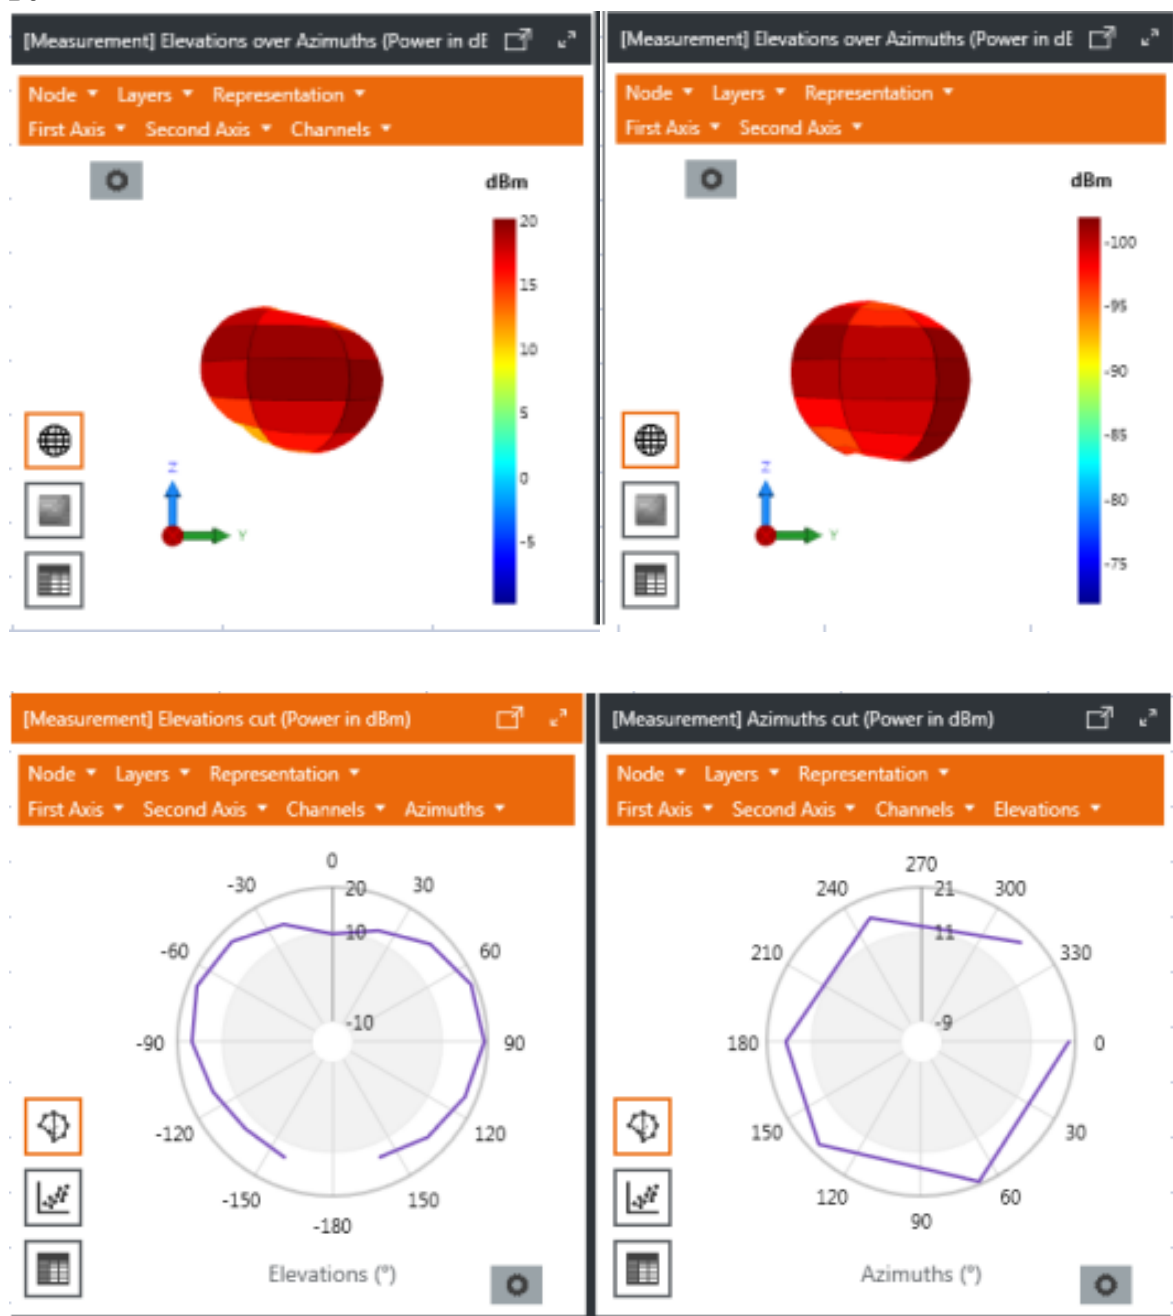 [Measurement] Elevations over Azimuths (Power in dE
Node Layers Representation
First Axis Second Axis Channels
dBm
20
15
10
5
0
-5
Z
Y
[Measurement] Elevations over Azimuths (Power in dE
Node Layers Representation
First Axis Second Axis
dBm
-100
-95
-90
-85
-80
-75
Z
Y
[Measurement] Elevations cut (Power in dBm)
Node Layers Representation
First Axis Second Axis Channels Azimuths
0
-30 20 30
-60 10 60
-10
-90 90
-120 120
-150 150
-180
Elevations (°)
[Measurement] Azimuths cut (Power in dBm)
Node Layers Representation
First Axis Second Axis Channels Elevations
270
240 21 300
11
210 330
-9
180 0
150 30
120 60
90
Azimuths (°)